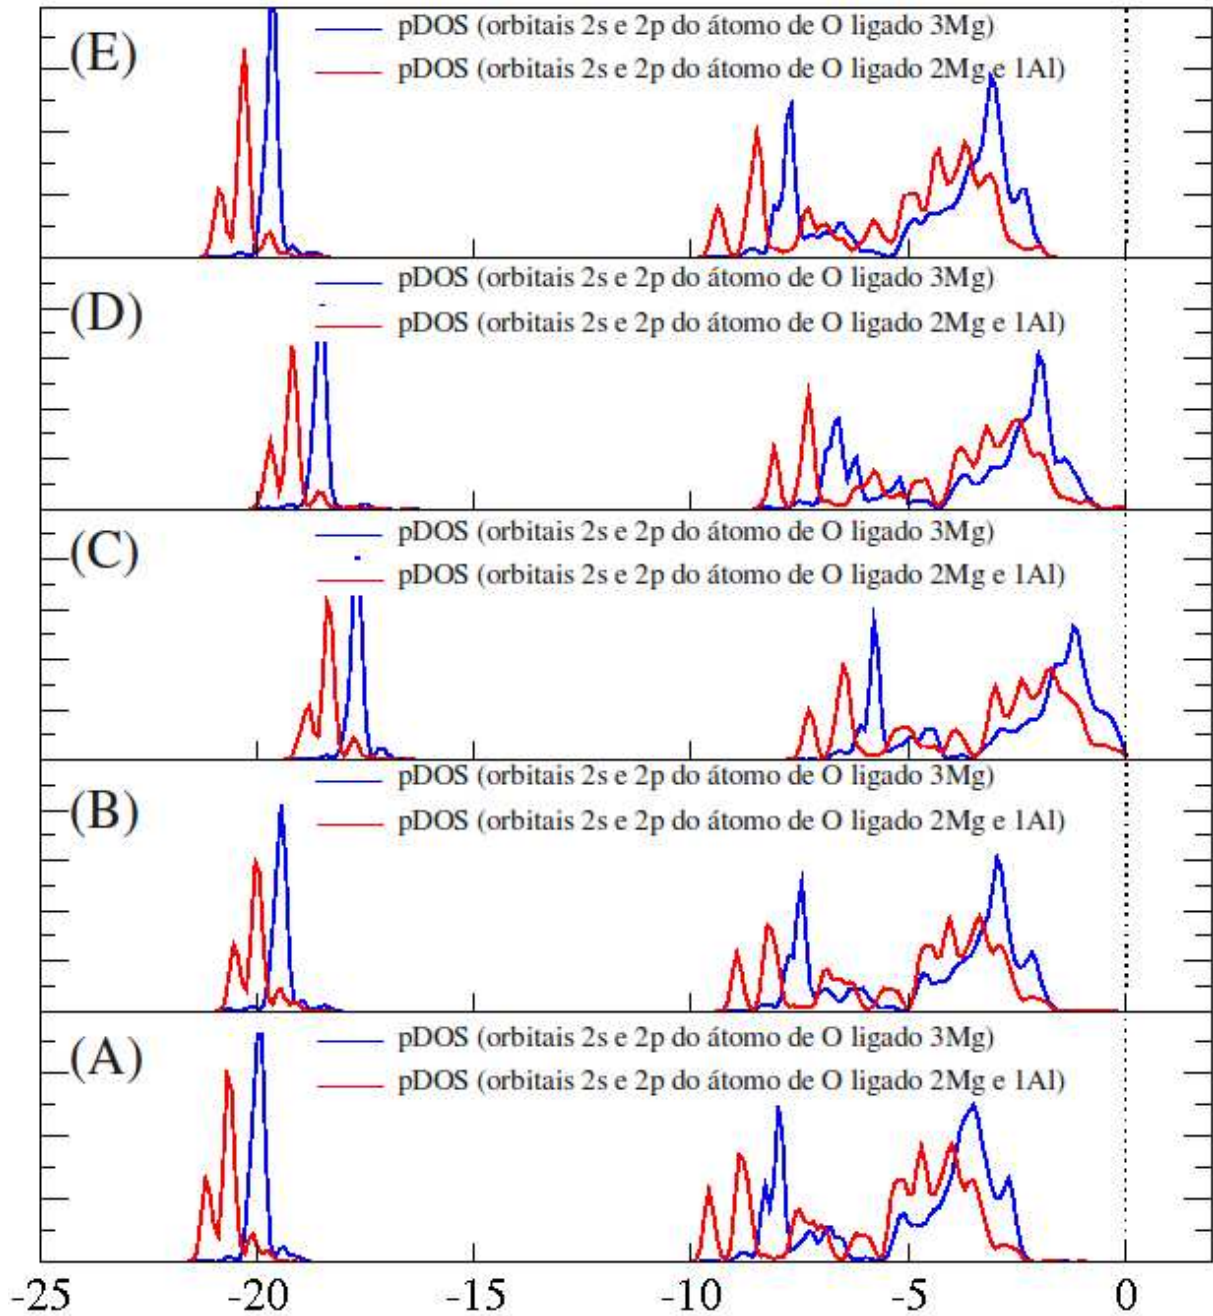 (E)
pDOS (orbitais 2s e 2p do átomo de O ligado 3Mg)
pDOS (orbitais 2s e 2p do átomo de O ligado 2Mg e 1Al)
(D)
pDOS (orbitais 2s e 2p do átomo de O ligado 3Mg)
pDOS (orbitais 2s e 2p do átomo de O ligado 2Mg e 1Al)
(C)
pDOS (orbitais 2s e 2p do átomo de O ligado 3Mg)
pDOS (orbitais 2s e 2p do átomo de O ligado 2Mg e 1Al)
(B)
pDOS (orbitais 2s e 2p do átomo de O ligado 3Mg)
pDOS (orbitais 2s e 2p do átomo de O ligado 2Mg e 1Al)
(A)
pDOS (orbitais 2s e 2p do átomo de O ligado 3Mg)
pDOS (orbitais 2s e 2p do átomo de O ligado 2Mg e 1Al)
-25 -20 -15 -10 -5 0